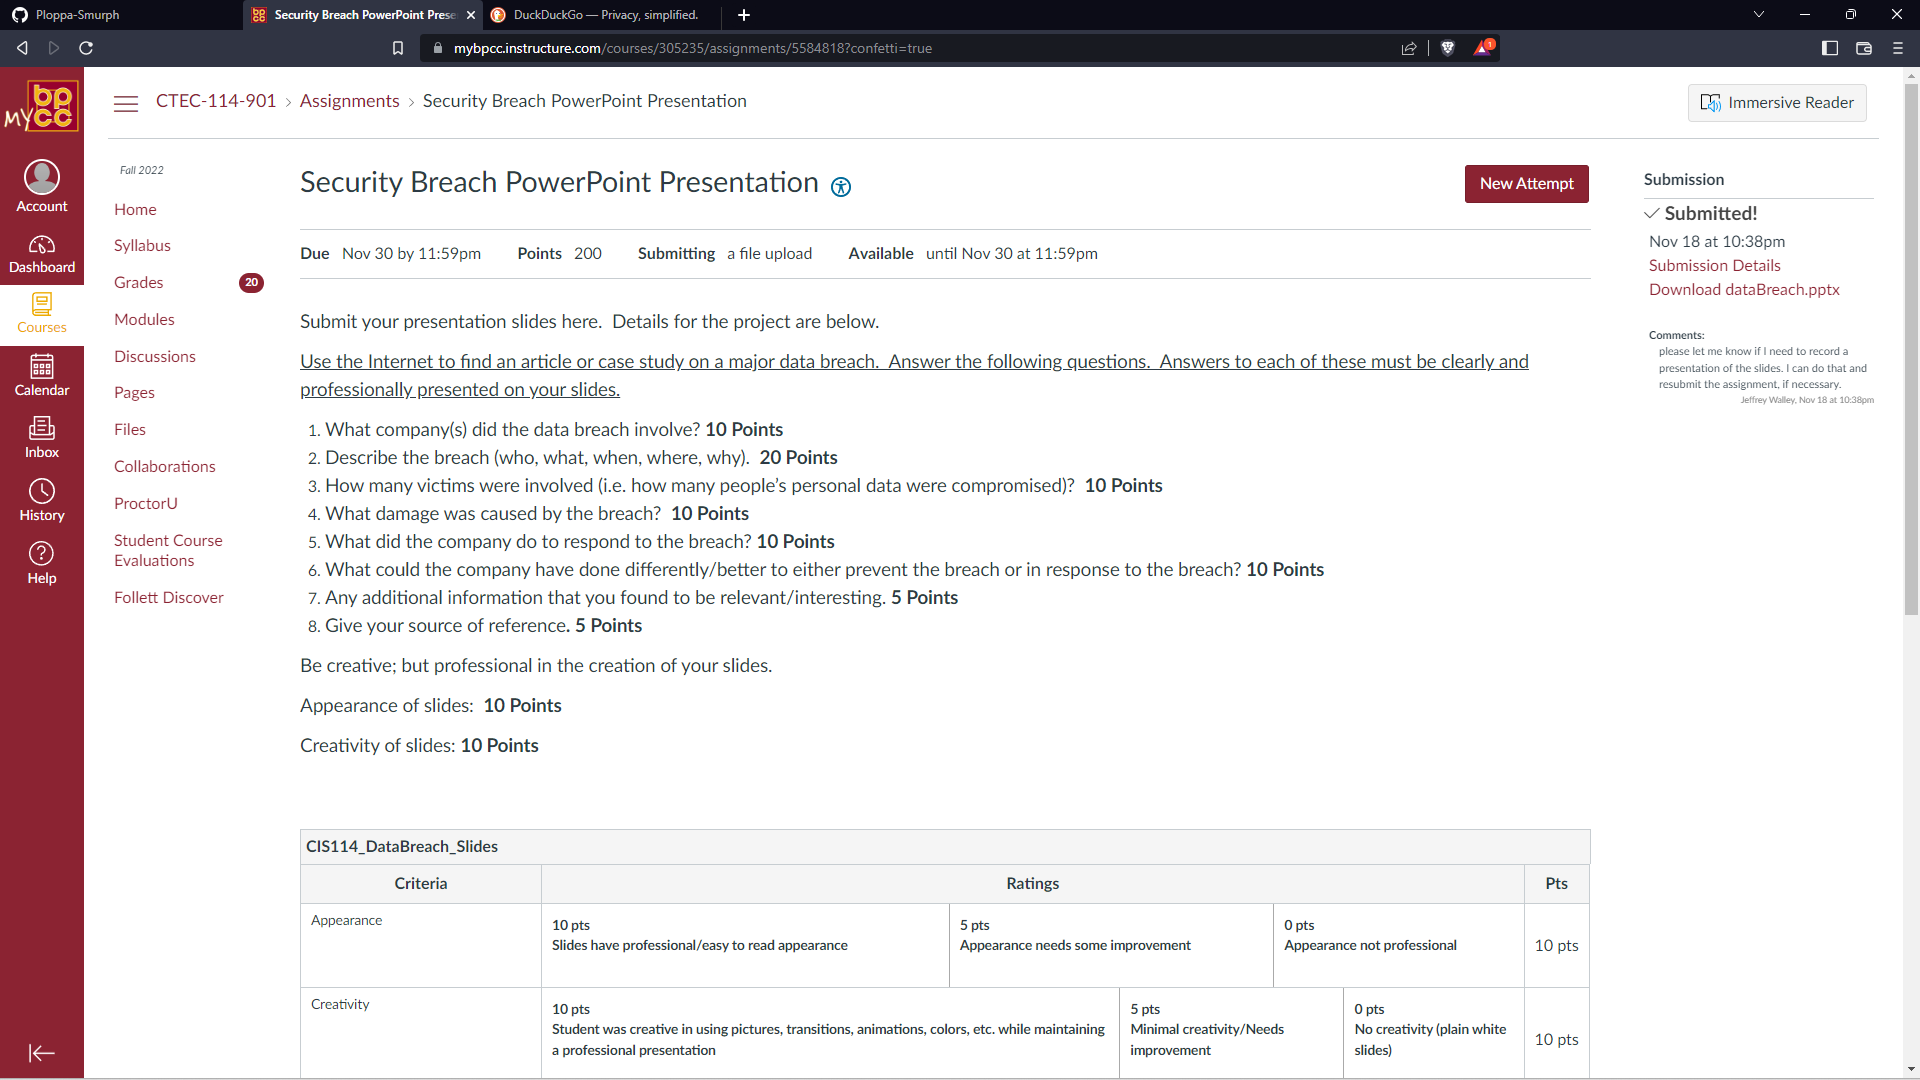 Ploppa-Smurph
Security Breach PowerPoint Prese
DuckDuckGo — Privacy, simplified.
mybpcc.instructure.com/courses/305235/assignments/5584818?confetti=true
1
my bpcc
CTEC-114-901 › Assignments › Security Breach PowerPoint Presentation
Immersive Reader
Account
Dashboard
Courses
Calendar
Inbox
History
Help
Fall 2022
Home
Syllabus
Grades 20
Modules
Discussions
Pages
Files
Collaborations
ProctorU
Student Course
Evaluations
Follett Discover
Security Breach PowerPoint Presentation
New Attempt
Due Nov 30 by 11:59pm Points 200 Submitting a file upload Available until Nov 30 at 11:59pm
Submit your presentation slides here.  Details for the project are below.
Use the Internet to find an article or case study on a major data breach.  Answer the following questions.  Answers to each of these must be clearly and
professionally presented on your slides.
1. What company(s) did the data breach involve? 10 Points
2. Describe the breach (who, what, when, where, why).  20 Points
3. How many victims were involved (i.e. how many people's personal data were compromised)?  10 Points
4. What damage was caused by the breach?  10 Points
5. What did the company do to respond to the breach? 10 Points
6. What could the company have done differently/better to either prevent the breach or in response to the breach? 10 Points
7. Any additional information that you found to be relevant/interesting. 5 Points
8. Give your source of reference. 5 Points
Be creative; but professional in the creation of your slides.
Appearance of slides:  10 Points
Creativity of slides: 10 Points
CIS114_DataBreach_Slides
Criteria Ratings Pts
Appearance
10 pts
Slides have professional/easy to read appearance
5 pts
Appearance needs some improvement
0 pts
Appearance not professional
10 pts
Creativity
10 pts
Student was creative in using pictures, transitions, animations, colors, etc. while maintaining
a professional presentation
5 pts
Minimal creativity/Needs
improvement
0 pts
No creativity (plain white
slides)
10 pts
Submission
Submitted!
Nov 18 at 10:38pm
Submission Details
Download dataBreach.pptx
Comments:
please let me know if I need to record a
presentation of the slides. I can do that and
resubmit the assignment, if necessary.
Jeffrey Walley, Nov 18 at 10:38pm